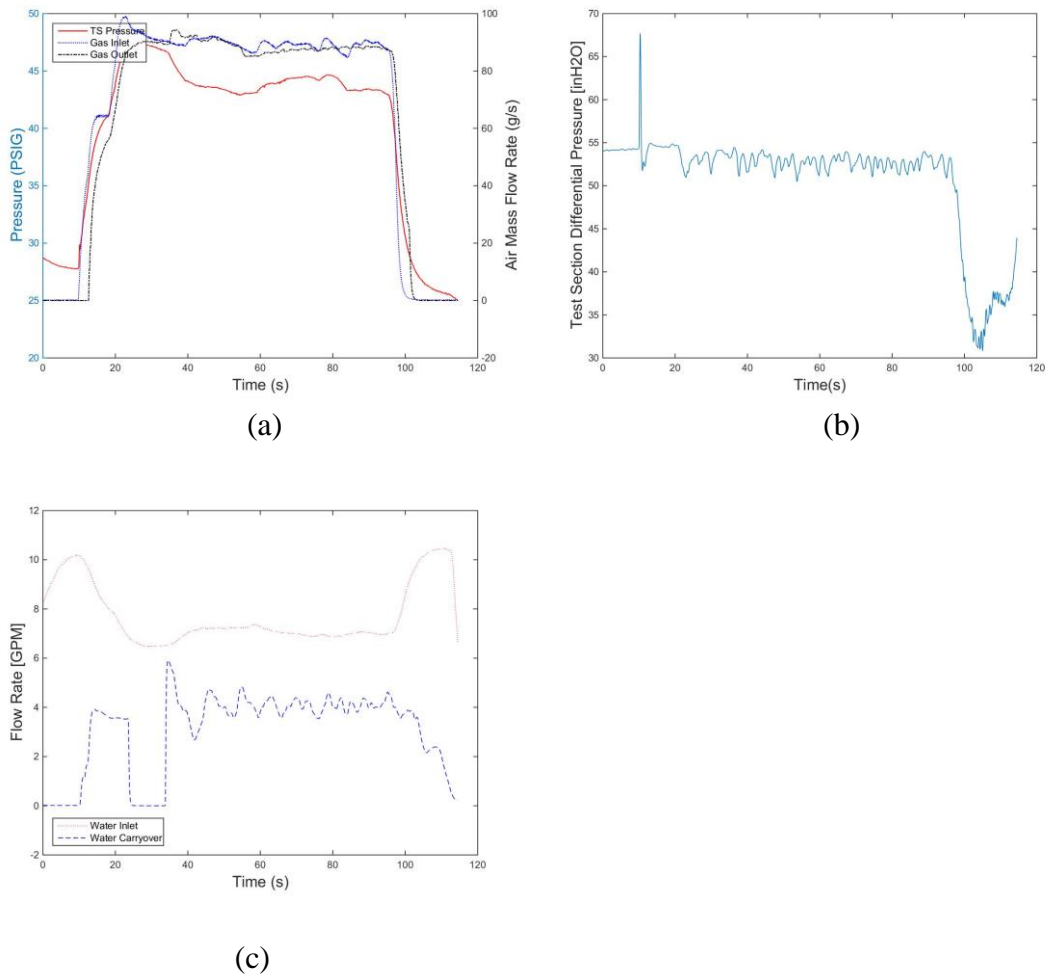 50
45
40
35
30
25
20
Pressure (PSIG)
TS Pressure
Gas Inlet
Gas Outlet
100
80
60
40
20
0
-20
Air Mass Flow Rate (g/s)
0 20 40 60 80 100 120
Time (s)
(a)
70
65
60
55
50
45
40
35
30
Test Section Differential Pressure [inH2O]
0 20 40 60 80 100 120
Time(s)
(b)
12
10
8
6
4
2
0
-2
Flow Rate [GPM]
Water Inlet
Water Carryover
0 20 40 60 80 100 120
Time (s)
(c)